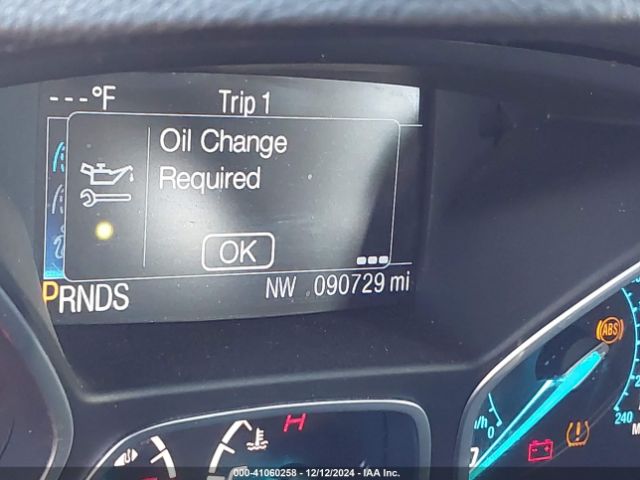 ---°F Trip 1
Oil Change
Required
OK
PRNDS NW 090729 mi
ABS
0
240
000-41060258 - 12/12/2024 - IAA Inc.